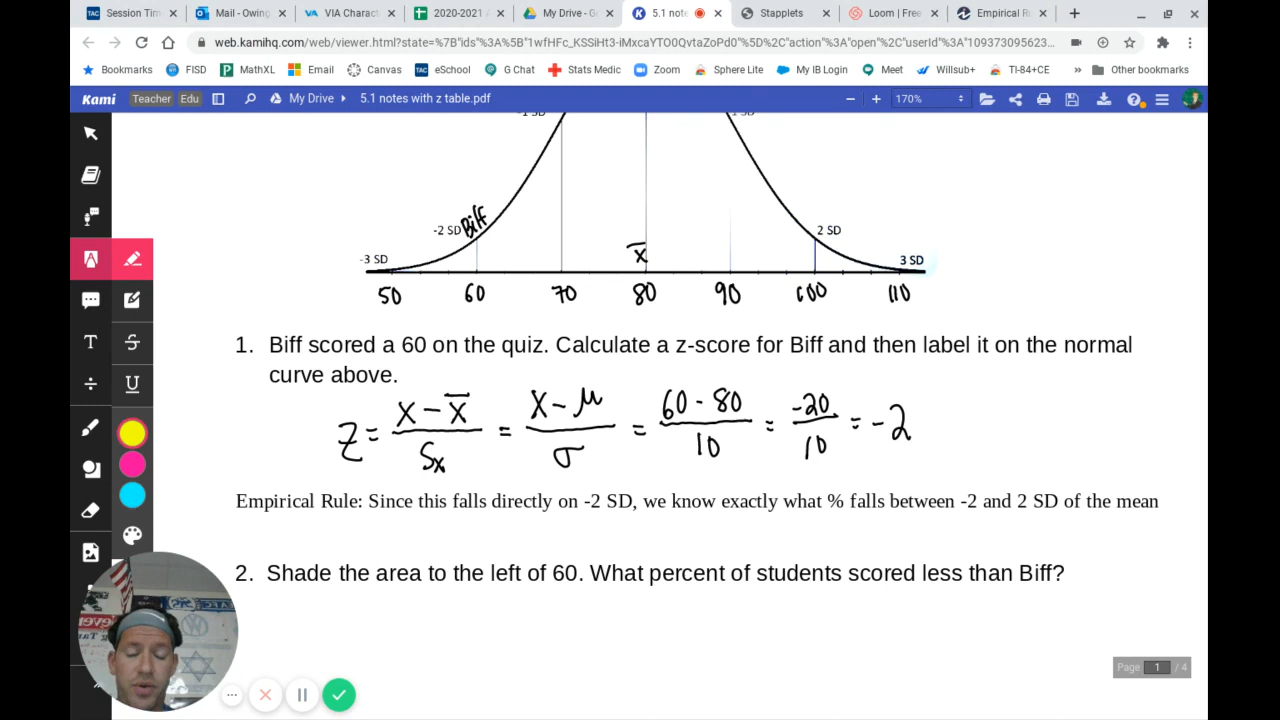 Session Tim
Mail - Owing
VIA Charact
2020-2021 A
My Drive - Go
5.1 note
Stapplets
Loom | Free
Empirical Ru
web.kamihq.com/web/viewer.html?state=%7B"ids"%3A%5B"1wfHFc_KSSiHt3-iMxcaYTO0QvtaZoPd0"%5D%2C"action"%3A"open"%2C"userId"%3A"109373095623...
Bookmarks
FISD
MathXL
Email
Canvas
eSchool
G Chat
Stats Medic
Zoom
Sphere Lite
My IB Login
Meet
Willsub+
TI-84+CE
Other bookmarks
Kami
Teacher
Edu
My Drive
5.1 notes with z table.pdf
170%
-1 SD
1 SD
-2 SD
Biff
2 SD
x̅
-3 SD
3 SD
50 60 70 80 90 100 110
1. Biff scored a 60 on the quiz. Calculate a z-score for Biff and then label it on the normal
curve above.
z = (x - x̅)/Sx = (x - μ)/σ = (60 - 80)/10 = -20/10 = -2
Empirical Rule: Since this falls directly on -2 SD, we know exactly what % falls between -2 and 2 SD of the mean
2. Shade the area to the left of 60. What percent of students scored less than Biff?
Page 1 / 4